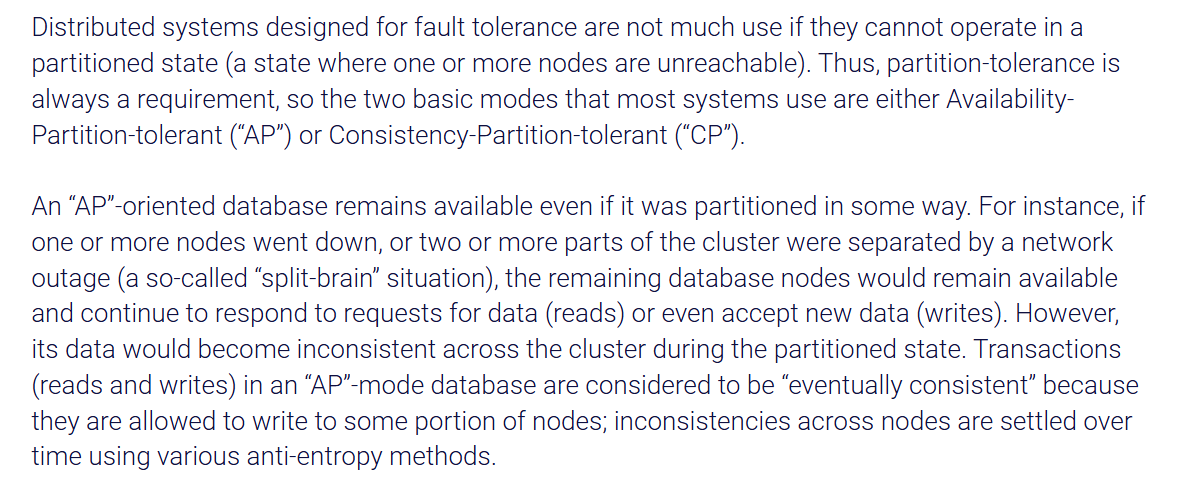 Distributed systems designed for fault tolerance are not much use if they cannot operate in a
partitioned state (a state where one or more nodes are unreachable). Thus, partition-tolerance is
always a requirement, so the two basic modes that most systems use are either Availability-
Partition-tolerant (“AP”) or Consistency-Partition-tolerant (“CP”).
An “AP”-oriented database remains available even if it was partitioned in some way. For instance, if
one or more nodes went down, or two or more parts of the cluster were separated by a network
outage (a so-called “split-brain” situation), the remaining database nodes would remain available
and continue to respond to requests for data (reads) or even accept new data (writes). However,
its data would become inconsistent across the cluster during the partitioned state. Transactions
(reads and writes) in an “AP”-mode database are considered to be “eventually consistent” because
they are allowed to write to some portion of nodes; inconsistencies across nodes are settled over
time using various anti-entropy methods.